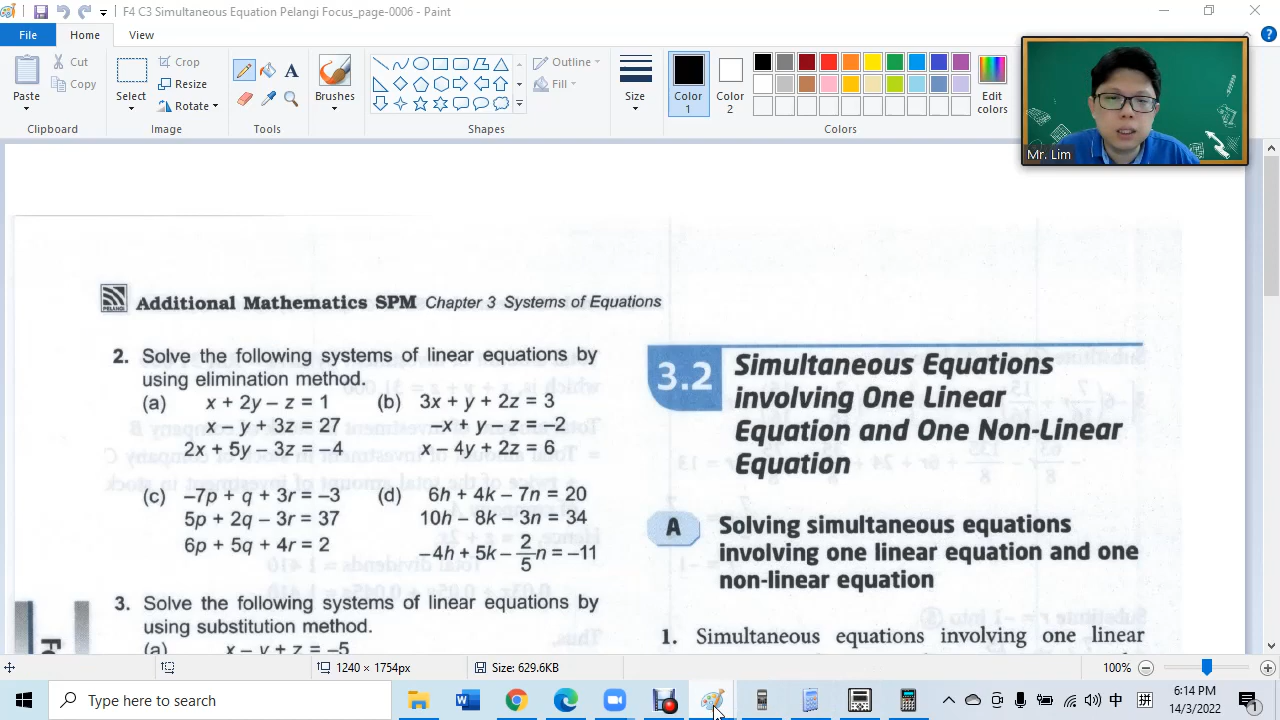 F4 C3 Simultaneous Equation Pelangi Focus_page-0006 - Paint
File Home View
Paste
Cut
Copy
Clipboard
Select
Crop
Resize
Rotate
Image
A
Tools
Brushes
Outline
Fill
Shapes
Size
Color 1
Color 2
Edit colors
Colors
Mr. Lim
PELANGI
Additional Mathematics SPM Chapter 3 Systems of Equations
2. Solve the following systems of linear equations by
using elimination method.
(a) x + 2y – z = 1
x – y + 3z = 27
2x + 5y – 3z = –4
(b) 3x + y + 2z = 3
–x + y – z = –2
x – 4y + 2z = 6
(c) –7p + q + 3r = –3
5p + 2q – 3r = 37
6p + 5q + 4r = 2
(d) 6h + 4k – 7n = 20
10h – 8k – 3n = 34
–4h + 5k – 2/5 n = –11
3. Solve the following systems of linear equations by
using substitution method.
(a) x – y + z = –5
3.2 Simultaneous Equations
involving One Linear
Equation and One Non-Linear
Equation
A Solving simultaneous equations
involving one linear equation and one
non-linear equation
1. Simultaneous equations involving one linear
1240 × 1754px
Size: 629.6KB
100%
Type here to search
中
拼
6:14 PM
14/3/2022
1